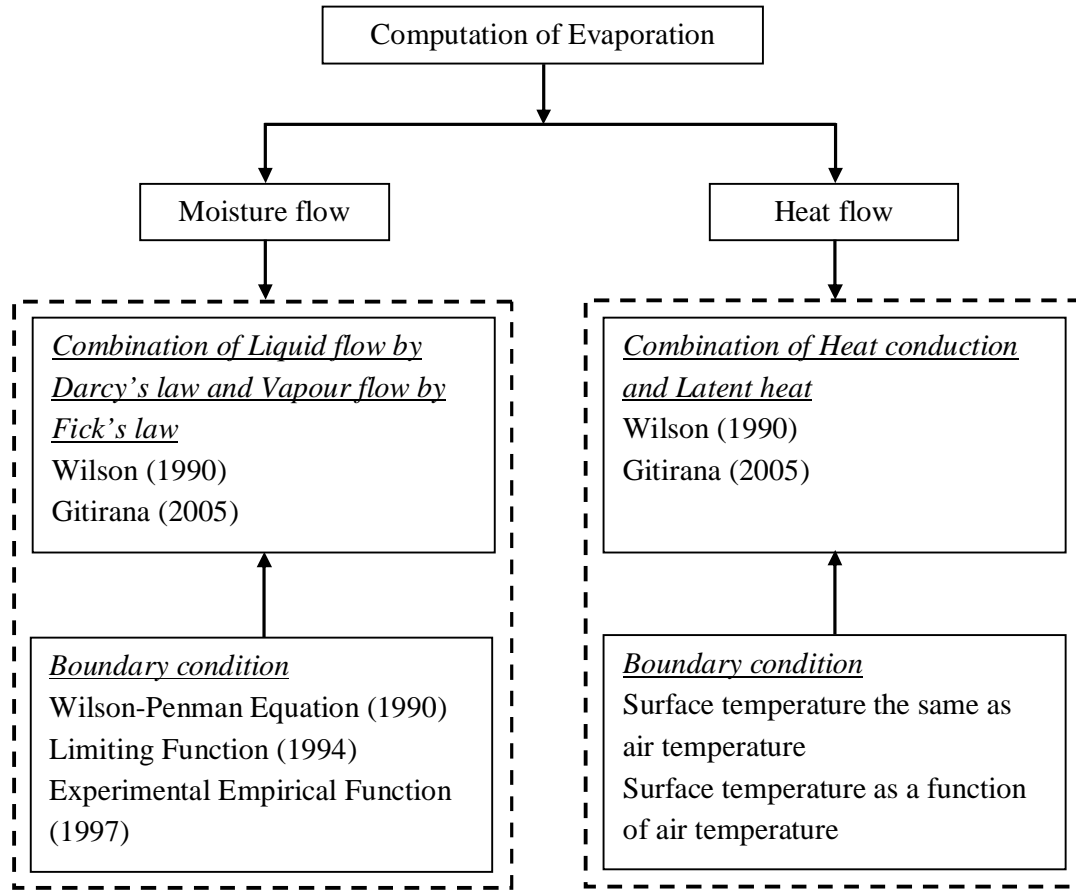 Computation of Evaporation
Moisture flow
Heat flow
Combination of Liquid flow by
Darcy’s law and Vapour flow by
Fick’s law
Wilson (1990)
Gitirana (2005)
Boundary condition
Wilson-Penman Equation (1990)
Limiting Function (1994)
Experimental Empirical Function
(1997)
Combination of Heat conduction
and Latent heat
Wilson (1990)
Gitirana (2005)
Boundary condition
Surface temperature the same as
air temperature
Surface temperature as a function
of air temperature